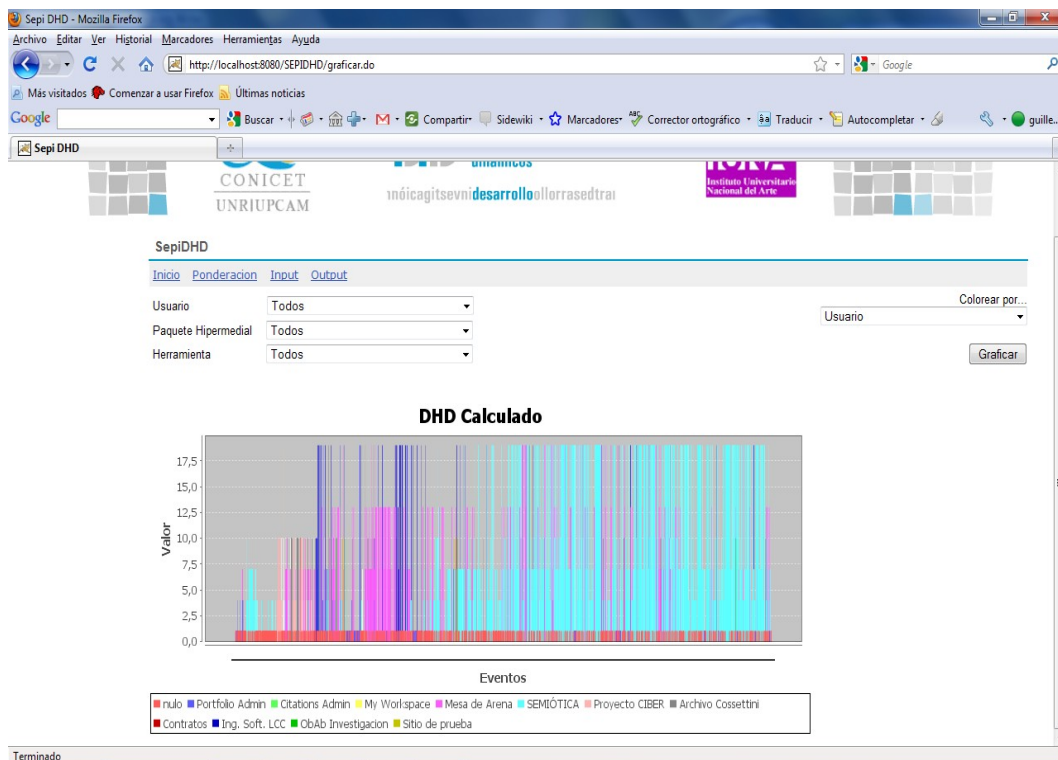 Sepi DHD - Mozilla Firefox
Archivo Editar Ver Historial Marcadores Herramientas Ayuda
http://localhost:8080/SEPIDHD/graficar.do
Google
Más visitados Comenzar a usar Firefox Últimas noticias
Google Buscar Compartir Sidewiki Marcadores Corrector ortográfico Traducir Autocompletar guille...
Sepi DHD
dinámicos
CONICET
UNRIUPCAM
desarrollo
IUNA
Instituto Universitario
Nacional del Arte
SepiDHD
Inicio Ponderacion Input Output
Colorear por...
Usuario Todos Usuario
Paquete Hipermedial Todos
Herramienta Todos Graficar
DHD Calculado
Valor
17,5
15,0
12,5
10,0
7,5
5,0
2,5
0,0
Eventos
nulo Portfolio Admin Citations Admin My Workspace Mesa de Arena SEMIÓTICA Proyecto CIBER Archivo Cossettini
Contratos Ing. Soft. LCC ObAb Investigacion Sitio de prueba
Terminado